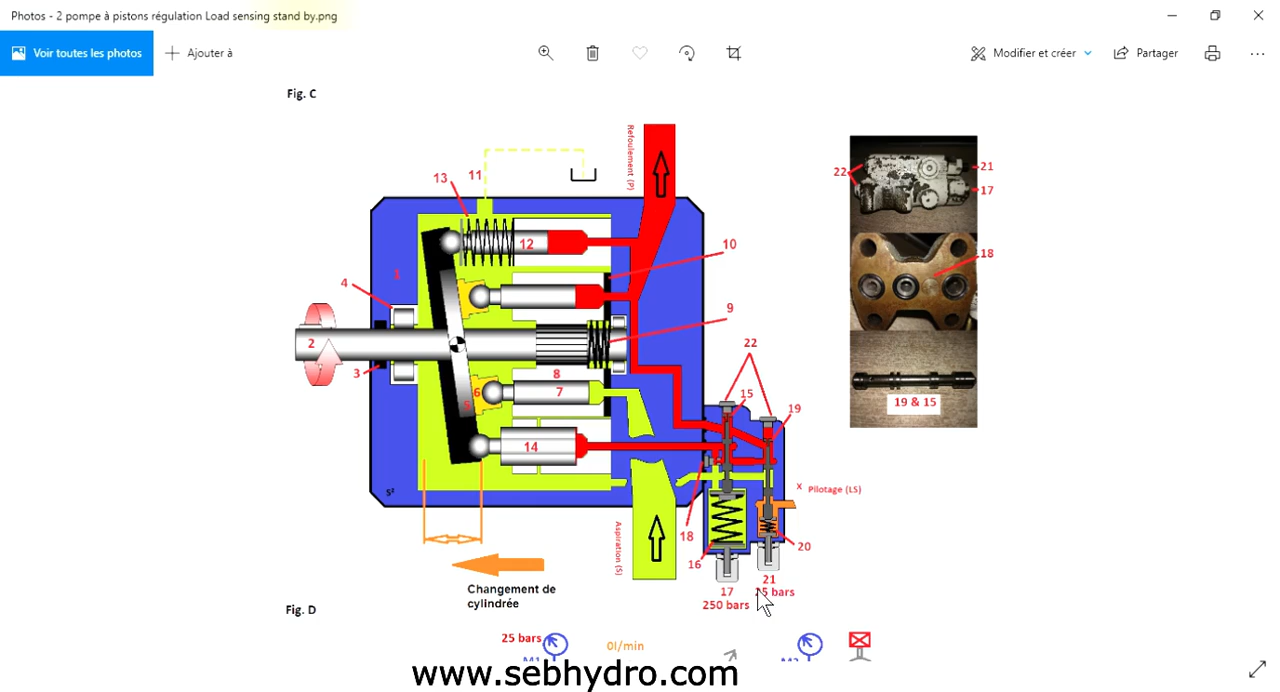 Photos - 2 pompe à pistons régulation Load sensing stand by.png
Voir toutes les photos
Ajouter à
Modifier et créer
Partager
Fig. C
Refoulement (P)
13
11
22
21
17
12
10
18
1
4
9
2
22
3
8
6
7
15
5
19
19 & 15
14
x Pilotage (LS)
S²
18
Aspiration (S)
20
16
21
17
250 bars
Changement de
cylindrée
Fig. D
25 bars
0l/min
www.sebhydro.com